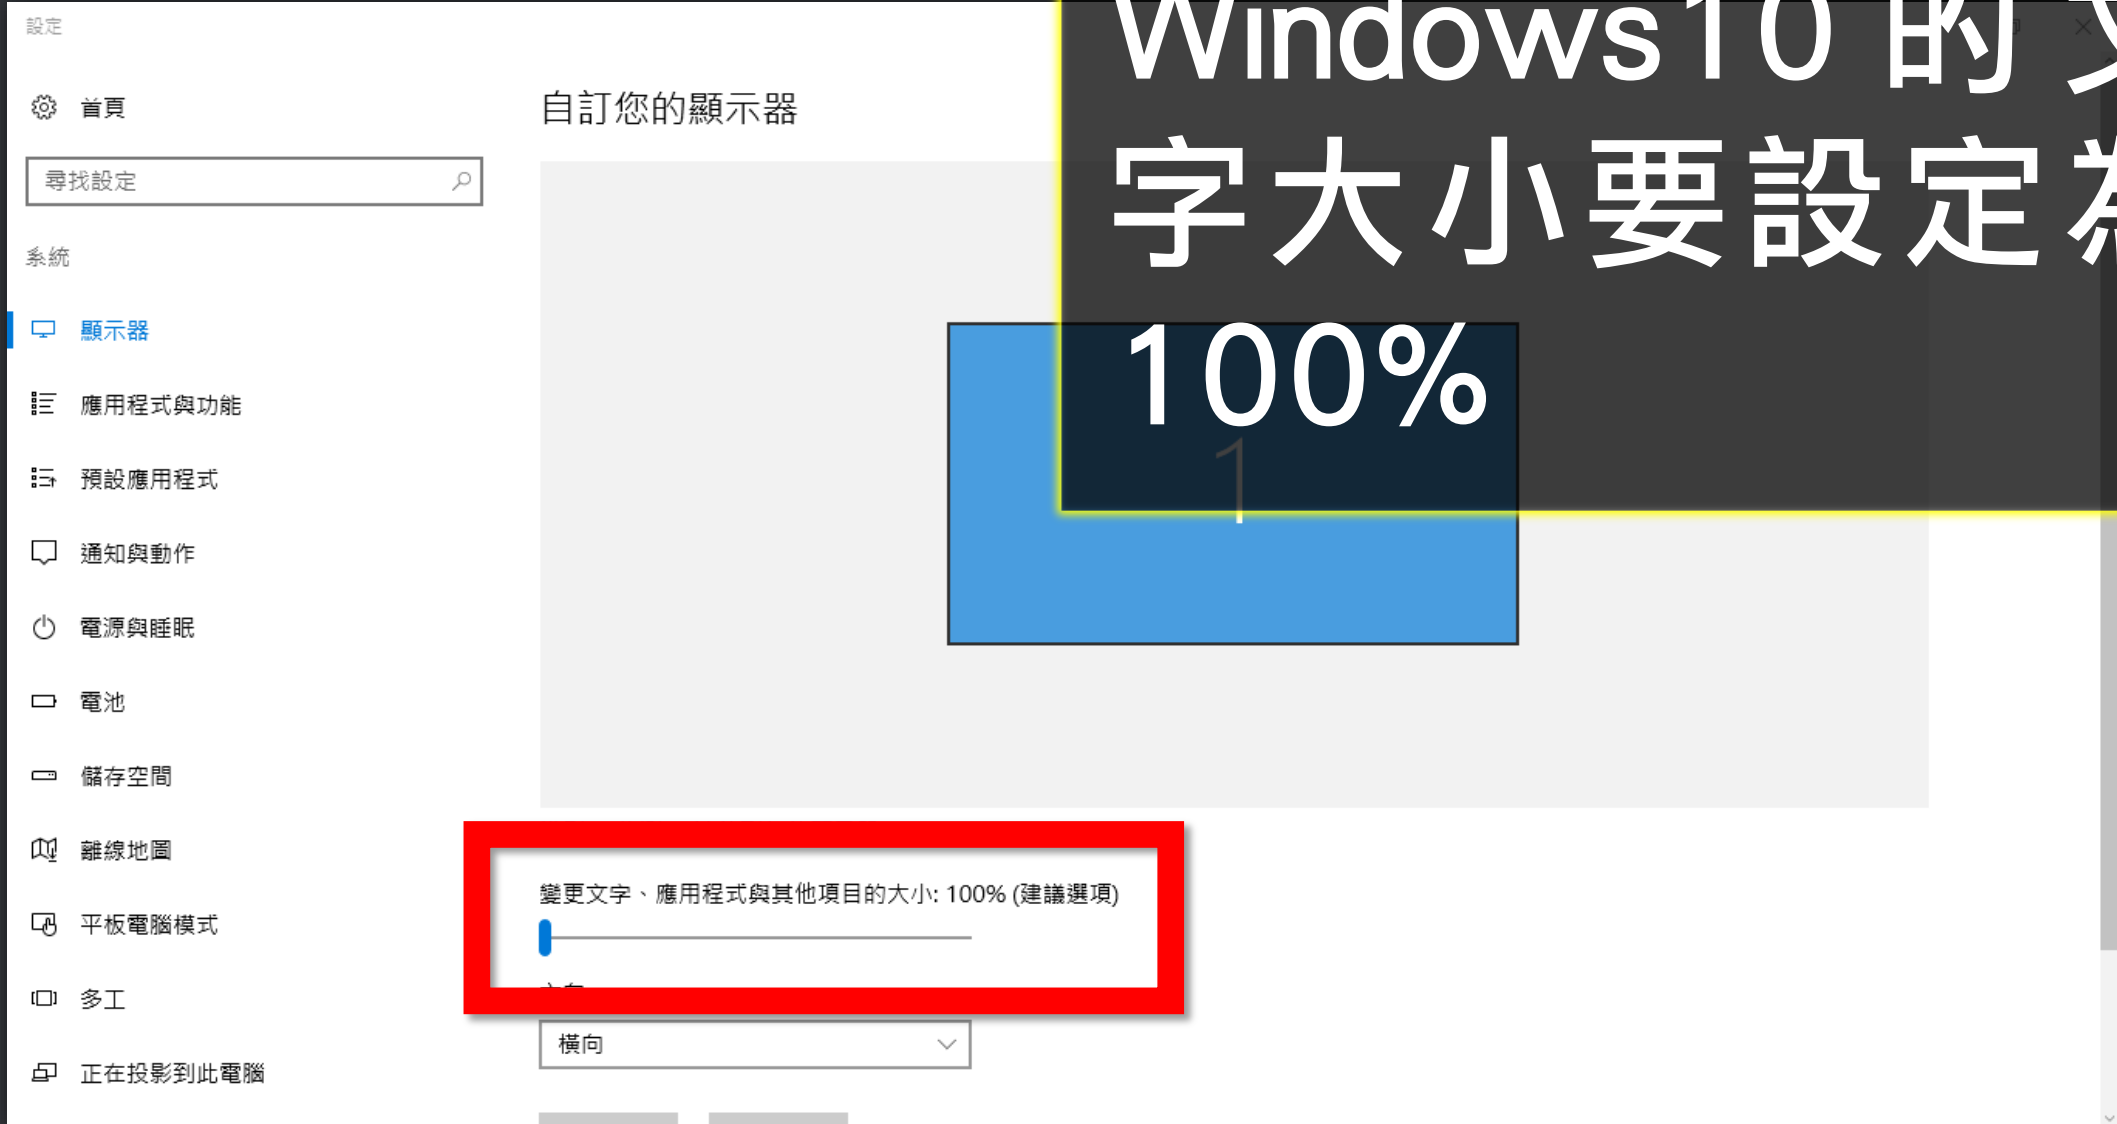 設定
Windows10 的文
字大小要設定為
100%
首頁
尋找設定
系統
顯示器
應用程式與功能
預設應用程式
通知與動作
電源與睡眠
電池
儲存空間
離線地圖
平板電腦模式
多工
正在投影到此電腦
自訂您的顯示器
1
變更文字、應用程式與其他項目的大小: 100% (建議選項)
橫向